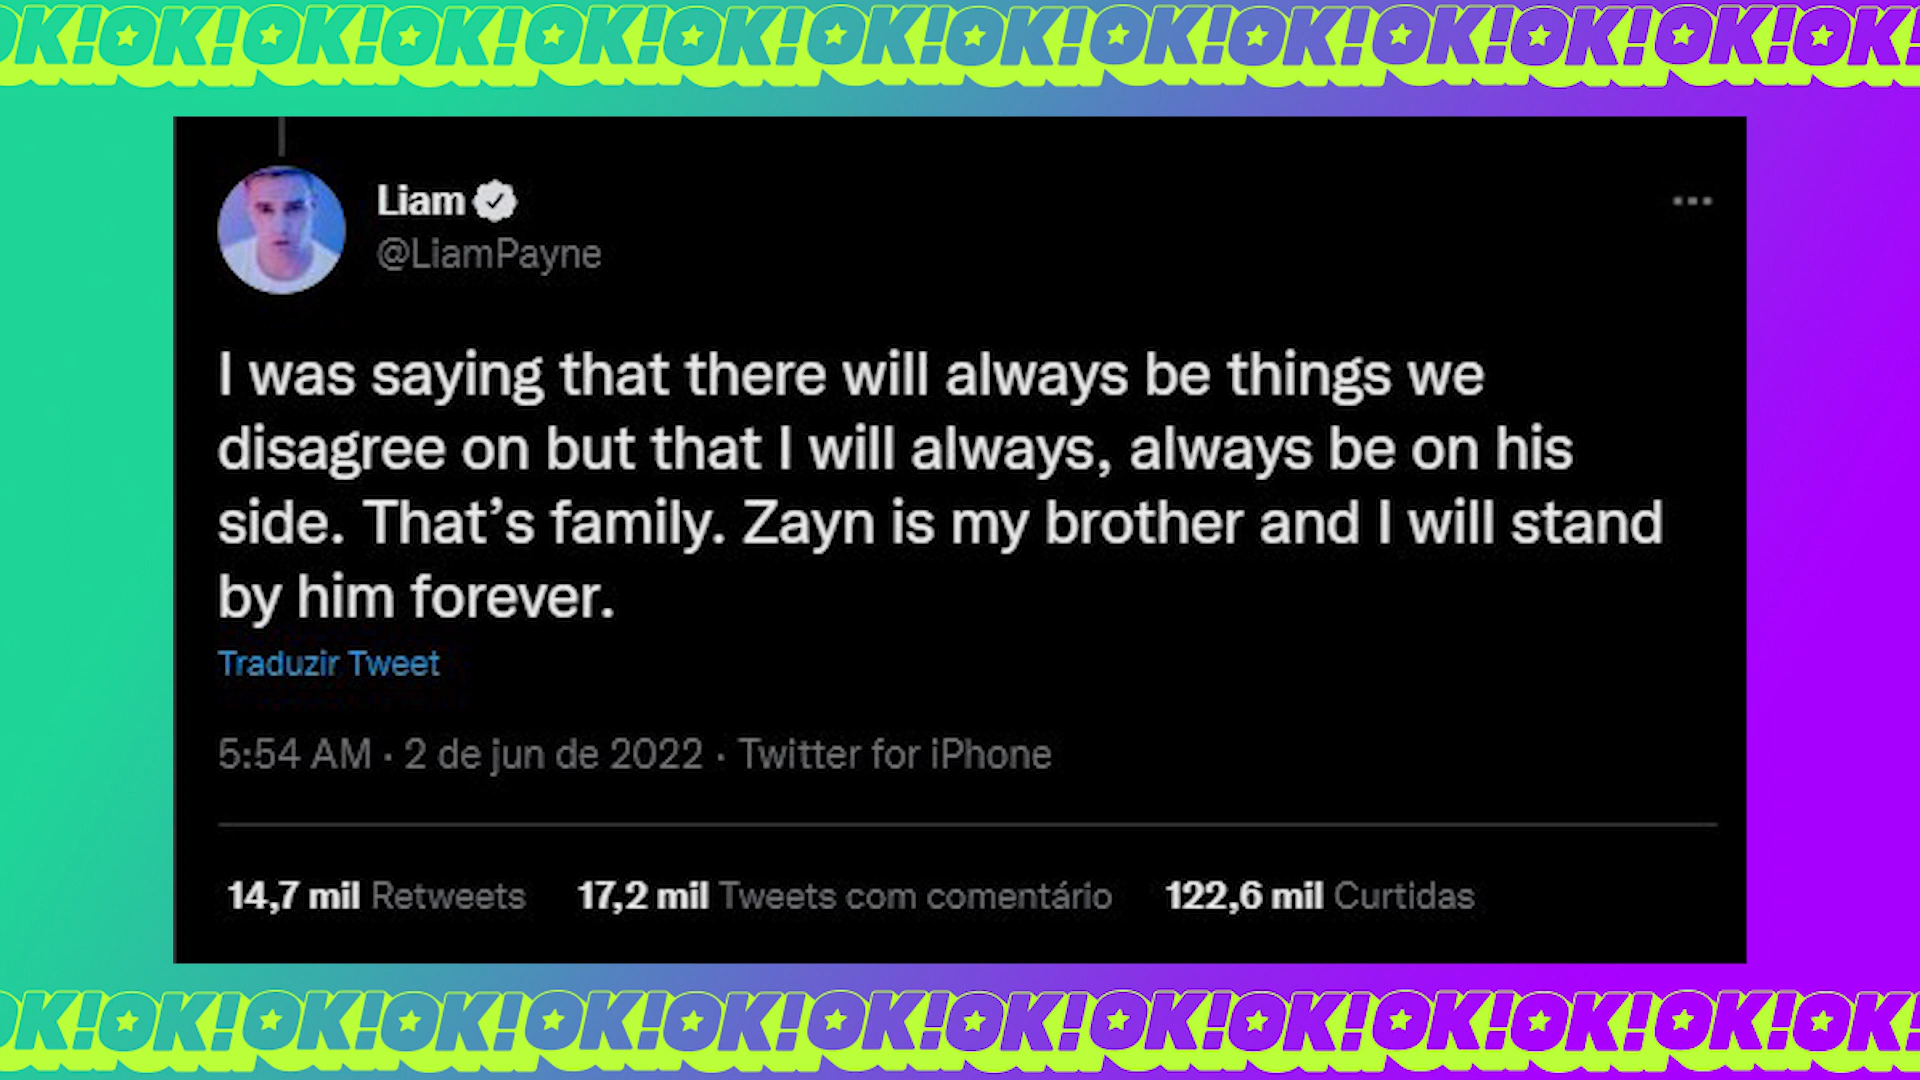 OK!OK!OK!OK!OK!OK!OK!OK!OK!OK!OK!OK!OK!OK!
Liam
@LiamPayne
I was saying that there will always be things we
disagree on but that I will always, always be on his
side. That’s family. Zayn is my brother and I will stand
by him forever.
Traduzir Tweet
5:54 AM · 2 de jun de 2022 · Twitter for iPhone
14,7 mil Retweets 17,2 mil Tweets com comentário 122,6 mil Curtidas
OK!OK!OK!OK!OK!OK!OK!OK!OK!OK!OK!OK!OK!OK!